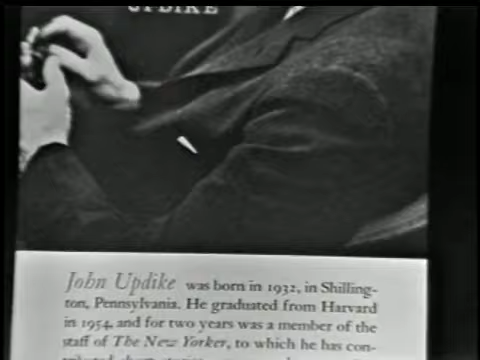 UPDIKE
John Updike was born in 1932, in Shilling-
ton, Pennsylvania. He graduated from Harvard
in 1954, and for two years was a member of the
staff of The New Yorker, to which he has con-